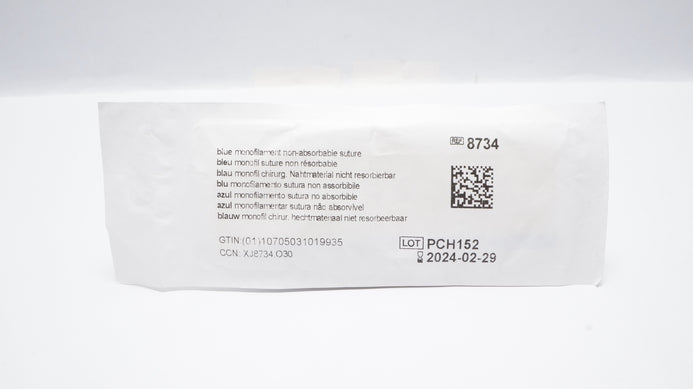 blue monofilament non-absorbable suture
bleu monofil suture non résorbable
blau monofil chirurg. Nahtmaterial nicht resorbierbar
blu monofilamento sutura non assorbibile
azul monofilamento sutura no absorbible
azul monofilamentar sutura não absorvível
blauw monofil chirur. hechtmateriaal niet resorbeerbaar
GTIN:(01)10705031019935
CCN: XJ8734.O30
REF 8734
LOT PCH152
2024-02-29